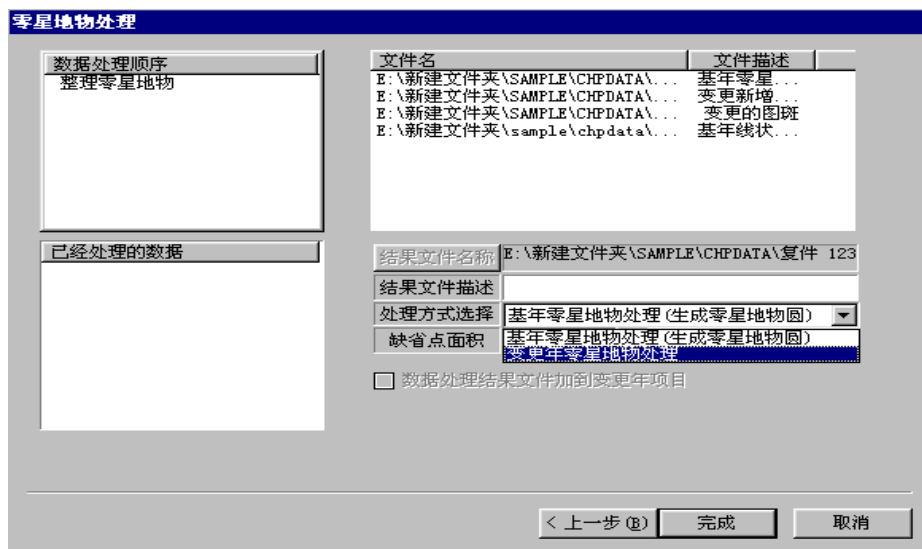 零星地物处理
数据处理顺序
整理零星地物
文件名 文件描述
E:\新建文件夹\SAMPLE\CHPDATA\... 基年零星...
E:\新建文件夹\SAMPLE\CHPDATA\... 变更新增...
E:\新建文件夹\SAMPLE\CHPDATA\... 变更的图斑
E:\新建文件夹\sample\chpdata\... 基年线状...
已经处理的数据
结果文件名称 E:\新建文件夹\SAMPLE\CHPDATA\复件 123
结果文件描述
处理方式选择 基年零星地物处理(生成零星地物圆)
缺省点面积 基年零星地物处理(生成零星地物圆)
变更年零星地物处理
数据处理结果文件加到变更年项目
< 上一步(B) 完成 取消